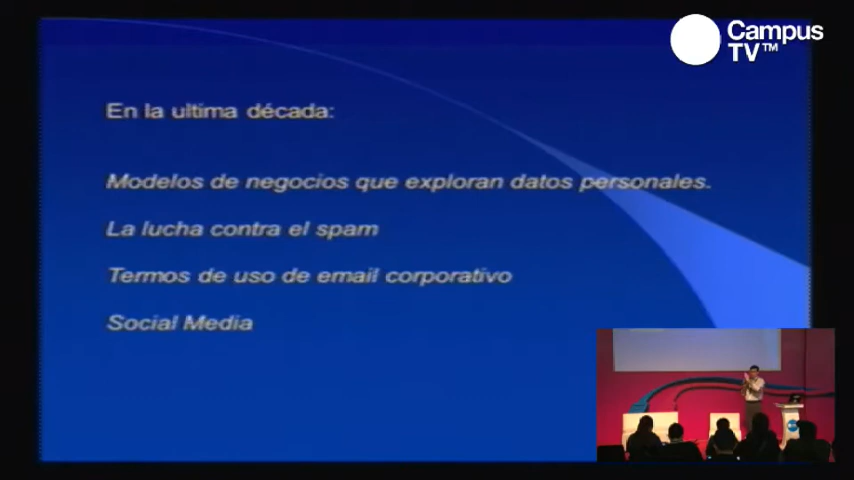 Campus
TV™
En la ultima década:
Modelos de negocios que exploran datos personales.
La lucha contra el spam
Termos de uso de email corporativo
Social Media